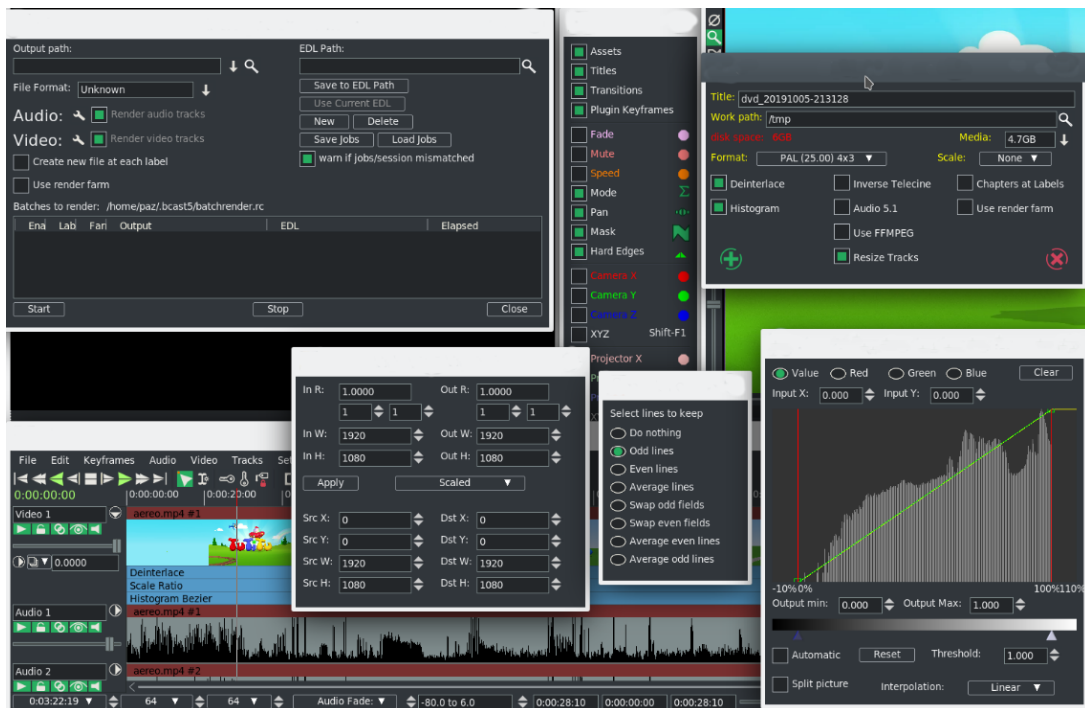 Output path:
EDL Path:
File Format: Unknown
Save to EDL Path
Use Current EDL
Audio: Render audio tracks
New Delete
Video: Render video tracks
Save Jobs Load Jobs
Create new file at each label
warn if jobs/session mismatched
Use render farm
Batches to render: /home/paz/.bcast5/batchrender.rc
Ena Lab Fari Output EDL Elapsed
Start Stop Close
Assets
Titles
Transitions
Plugin Keyframes
Fade
Mute
Speed
Mode
Pan
Mask
Hard Edges
Camera X
Camera Y
Camera Z
XYZ Shift-F1
Projector X
Title: dvd_20191005-213128
Work path: /tmp
disk space: 6GB Media: 4.7GB
Format: PAL (25.00) 4x3 Scale: None
Deinterlace Inverse Telecine Chapters at Labels
Histogram Audio 5.1 Use render farm
Use FFMPEG
Resize Tracks
In R: 1.0000 Out R: 1.0000
1 1 1 1
In W: 1920 Out W: 1920
In H: 1080 Out H: 1080
Apply Scaled
Src X: 0 Dst X: 0
Src Y: 0 Dst Y: 0
Src W: 1920 Dst W: 1920
Src H: 1080 Dst H: 1080
Select lines to keep
Do nothing
Odd lines
Even lines
Average lines
Swap odd fields
Swap even fields
Average even lines
Average odd lines
Value Red Green Blue Clear
Input X: 0.000 Input Y: 0.000
-10% 0% 100% 110%
Output min: 0.000 Output Max: 1.000
Automatic Reset Threshold: 1.000
Split picture Interpolation: Linear
File Edit Keyframes Audio Video Tracks
0:00:00:00 0:00:00:00 0:00:20:00
Video 1 aereo.mp4 #1
TuTiTu
0.0000
Deinterlace
Scale Ratio
Histogram Bezier
Audio 1 aereo.mp4 #1
Audio 2 aereo.mp4 #2
0:03:22:19 64 64 Audio Fade: -80.0 to 6.0 0:00:28:10 0:00:00:00 0:00:28:10